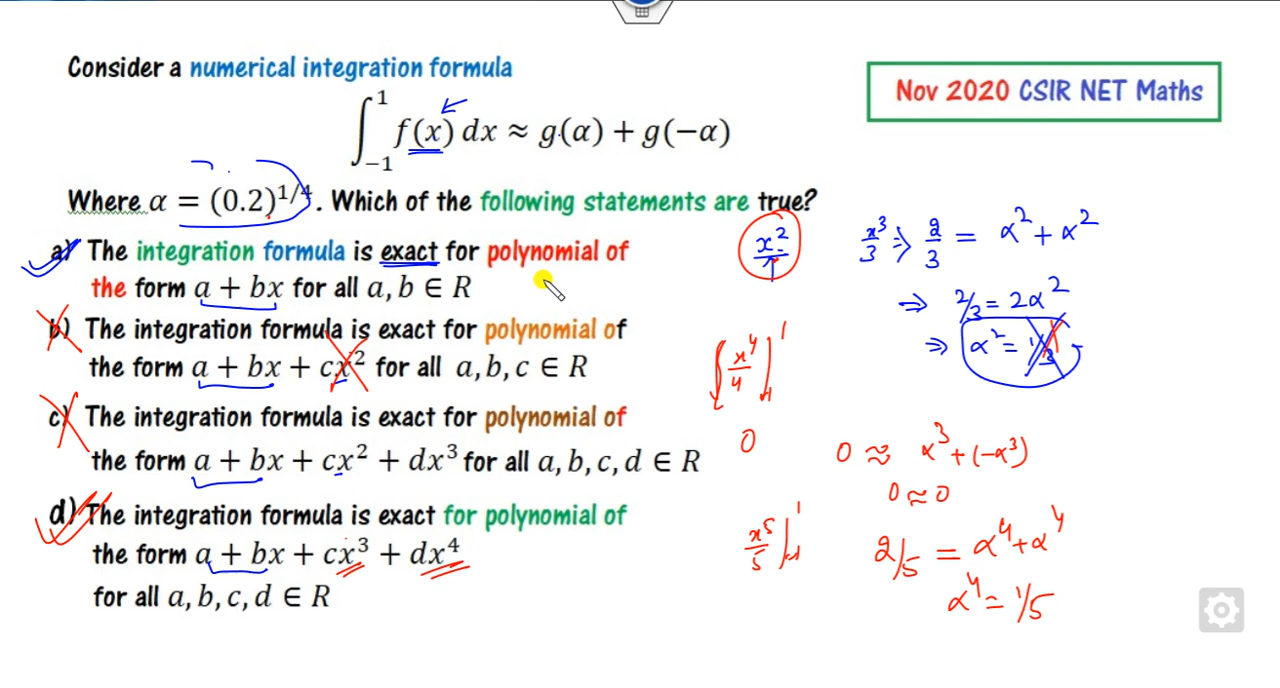 Consider a numerical integration formula
∫₋₁¹ f(x) dx ≈ g(α) + g(−α)
Nov 2020 CSIR NET Maths
Where α = (0.2)^{1/4}. Which of the following statements are true?
a) The integration formula is exact for polynomial of
the form a + bx for all a, b ∈ R
b) The integration formula is exact for polynomial of
the form a + bx + cx² for all a, b, c ∈ R
c) The integration formula is exact for polynomial of
the form a + bx + cx² + dx³ for all a, b, c, d ∈ R
d) The integration formula is exact for polynomial of
the form a + bx + cx³ + dx⁴
for all a, b, c, d ∈ R
x²
x³/3 ⇒ 2/3 = α² + α²
⇒ 2/3 = 2α²
⇒ α² = 1/3
x⁴/4 |¹
0
0 ≈ α³ + (−α³)
0 ≈ 0
x⁵/5 |¹₋₁
2/5 = α⁴ + α⁴
α⁴ = 1/5